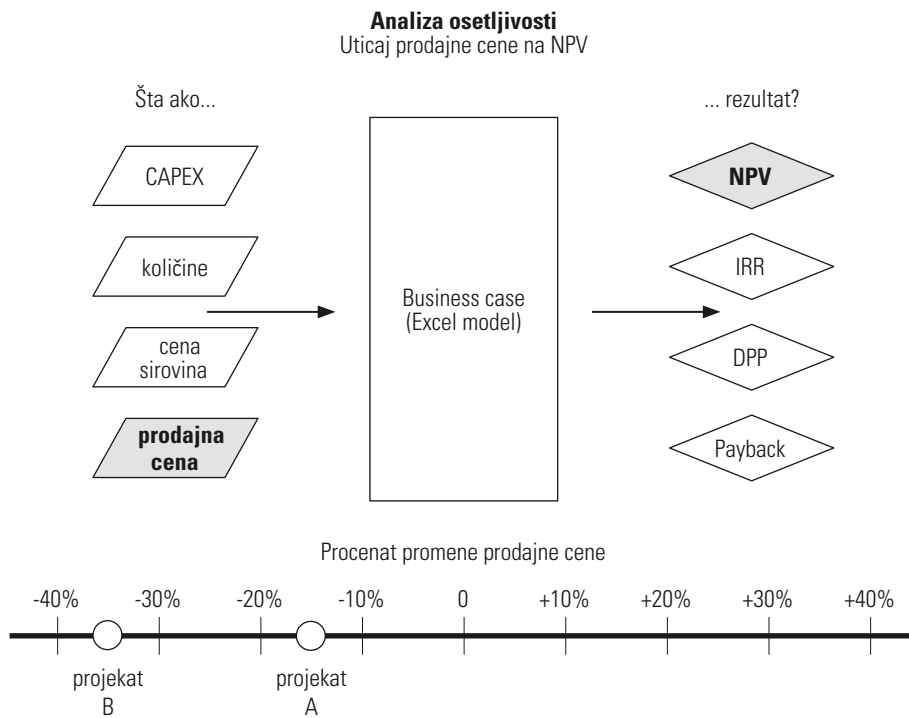 Analiza osetljivosti
Uticaj prodajne cene na NPV
Šta ako...
... rezultat?
CAPEX
količine
cena
sirovina
prodajna
cena
Business case
(Excel model)
NPV
IRR
DPP
Payback
Procenat promene prodajne cene
-40% -30% -20% -10% 0 +10% +20% +30% +40%
projekat
B
projekat
A